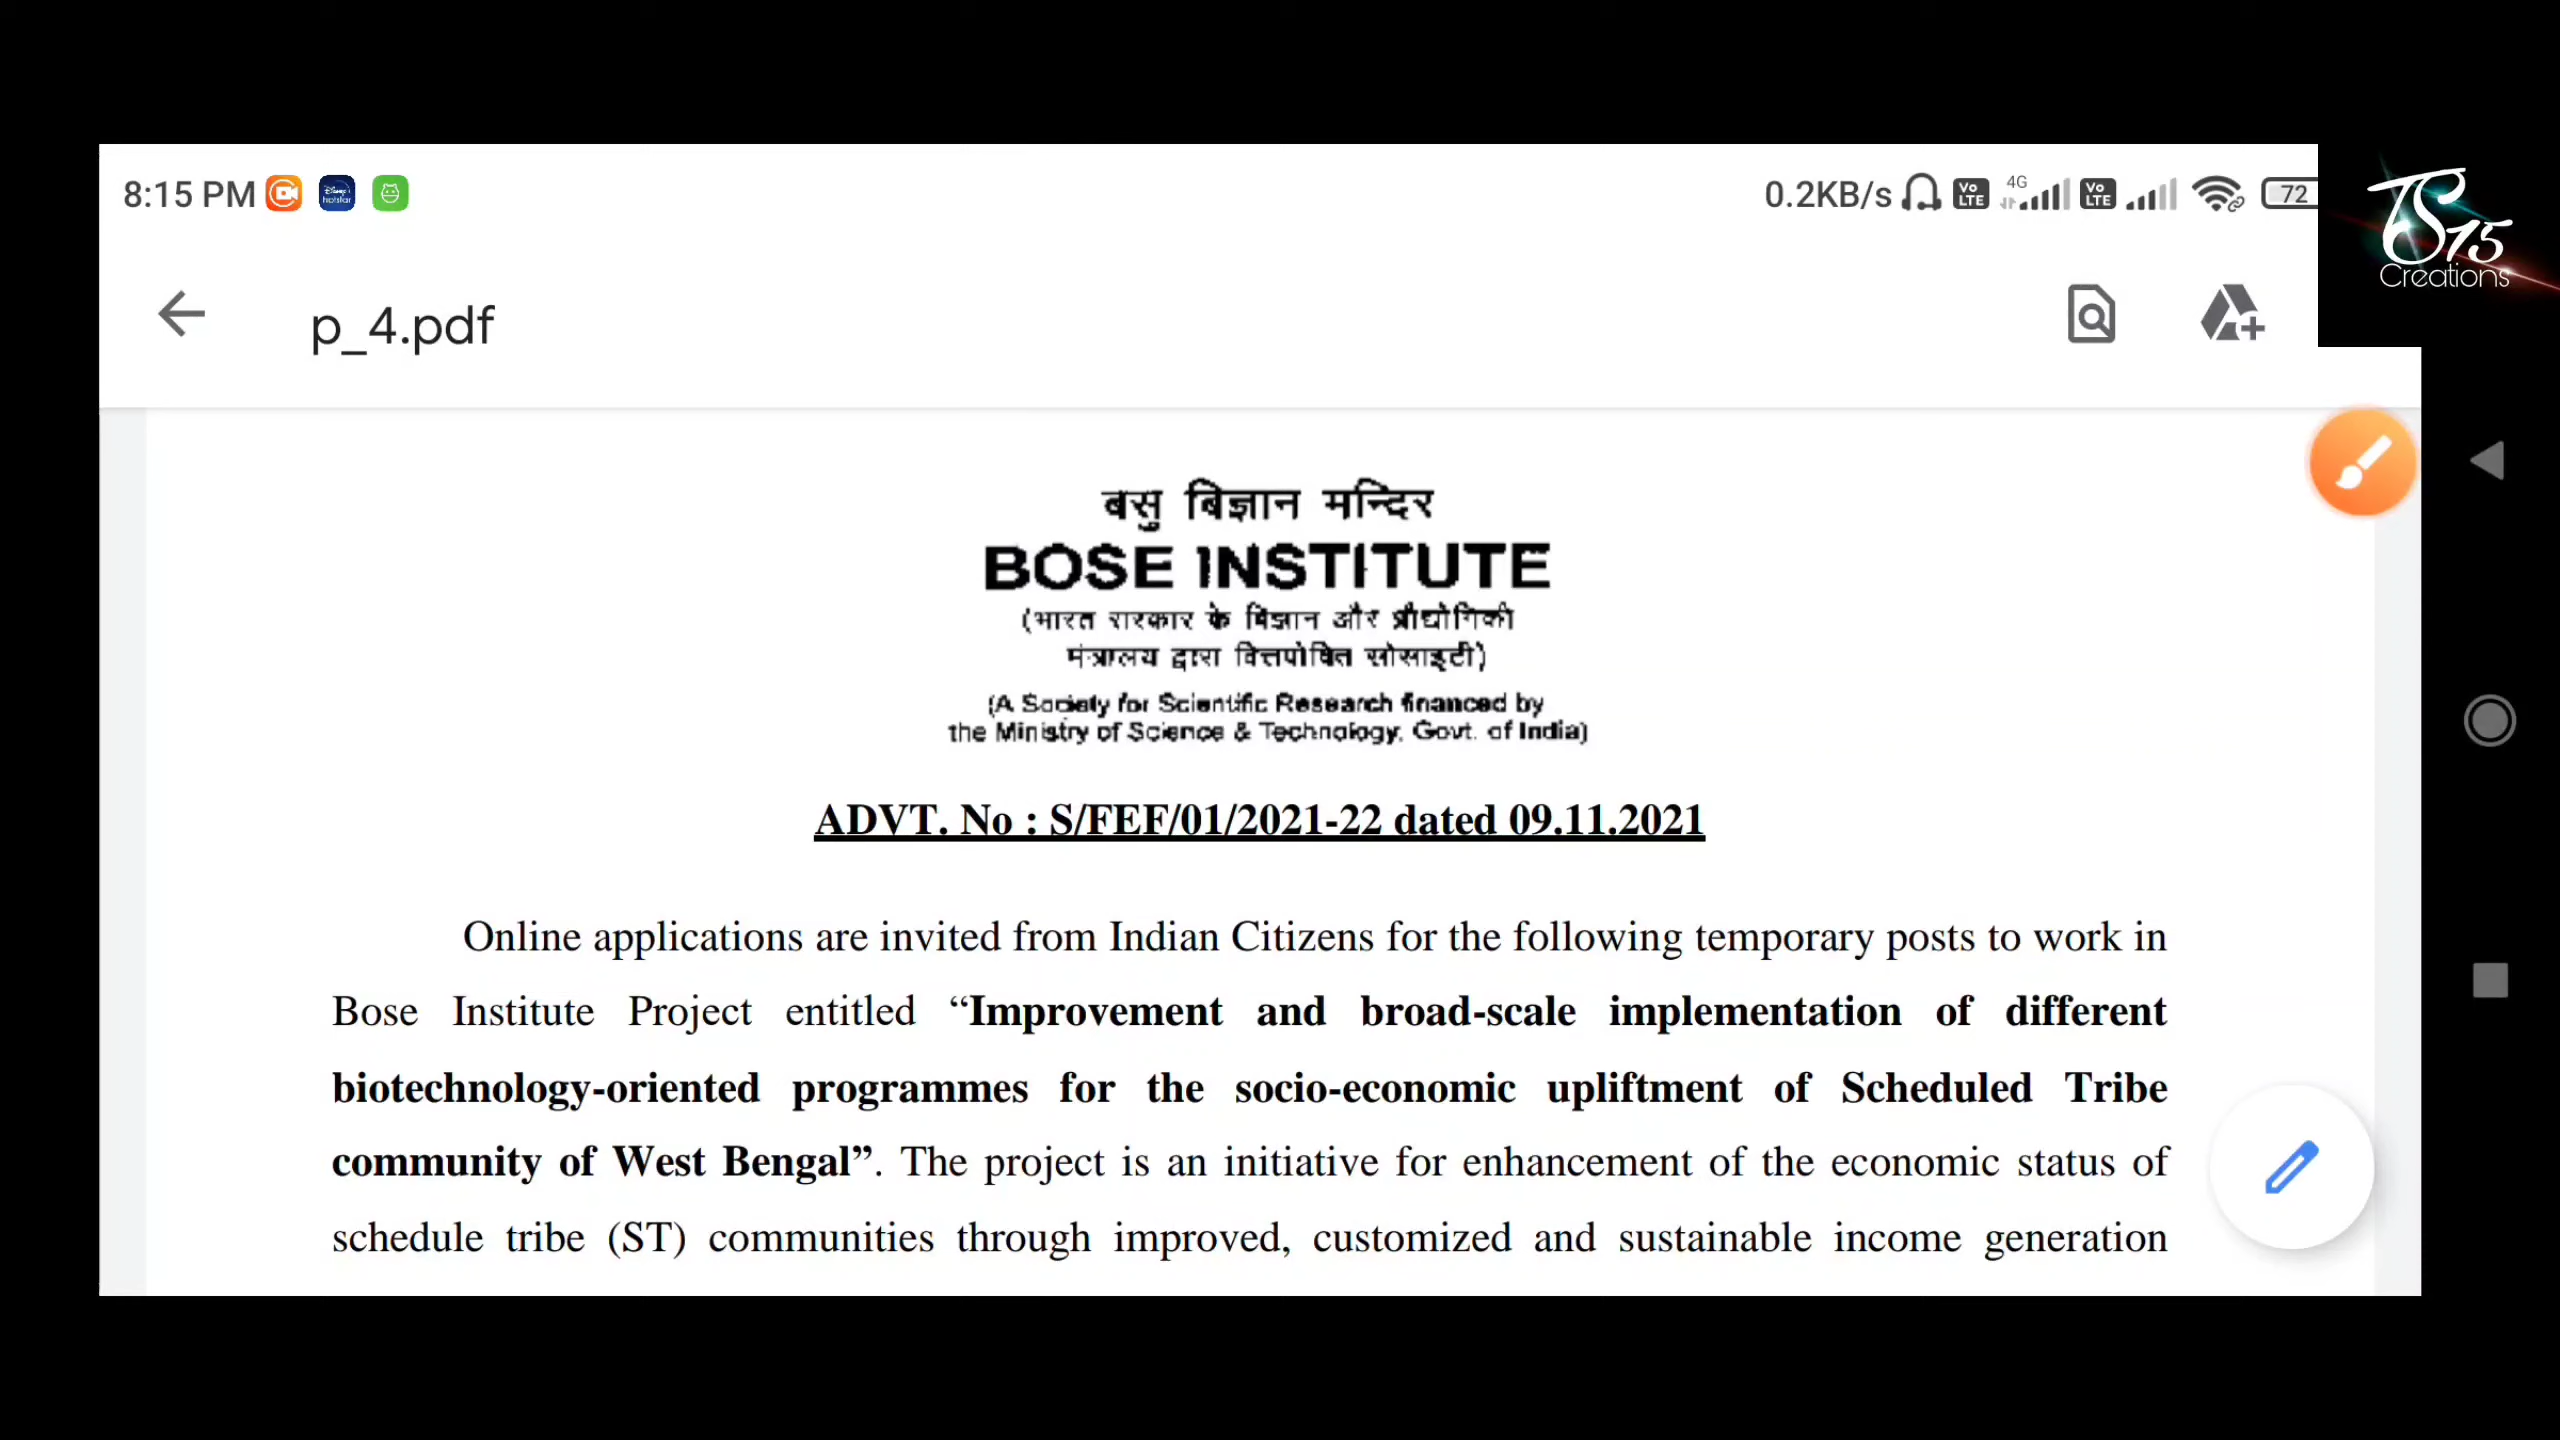 8:15 PM
0.2KB/s
Vo LTE
4G
Vo LTE
72
TS15
Creations
p_4.pdf
बसु विज्ञान मन्दिर
BOSE INSTITUTE
(भारत सरकार के विज्ञान और प्रौद्योगिकी
मंत्रालय द्वारा वित्तपोषित सोसाइटी)
(A Society for Scientific Research financed by
the Ministry of Science & Technology, Govt. of India)
ADVT. No : S/FEF/01/2021-22 dated 09.11.2021
Online applications are invited from Indian Citizens for the following temporary posts to work in
Bose Institute Project entitled “Improvement and broad-scale implementation of different
biotechnology-oriented programmes for the socio-economic upliftment of Scheduled Tribe
community of West Bengal”. The project is an initiative for enhancement of the economic status of
schedule tribe (ST) communities through improved, customized and sustainable income generation